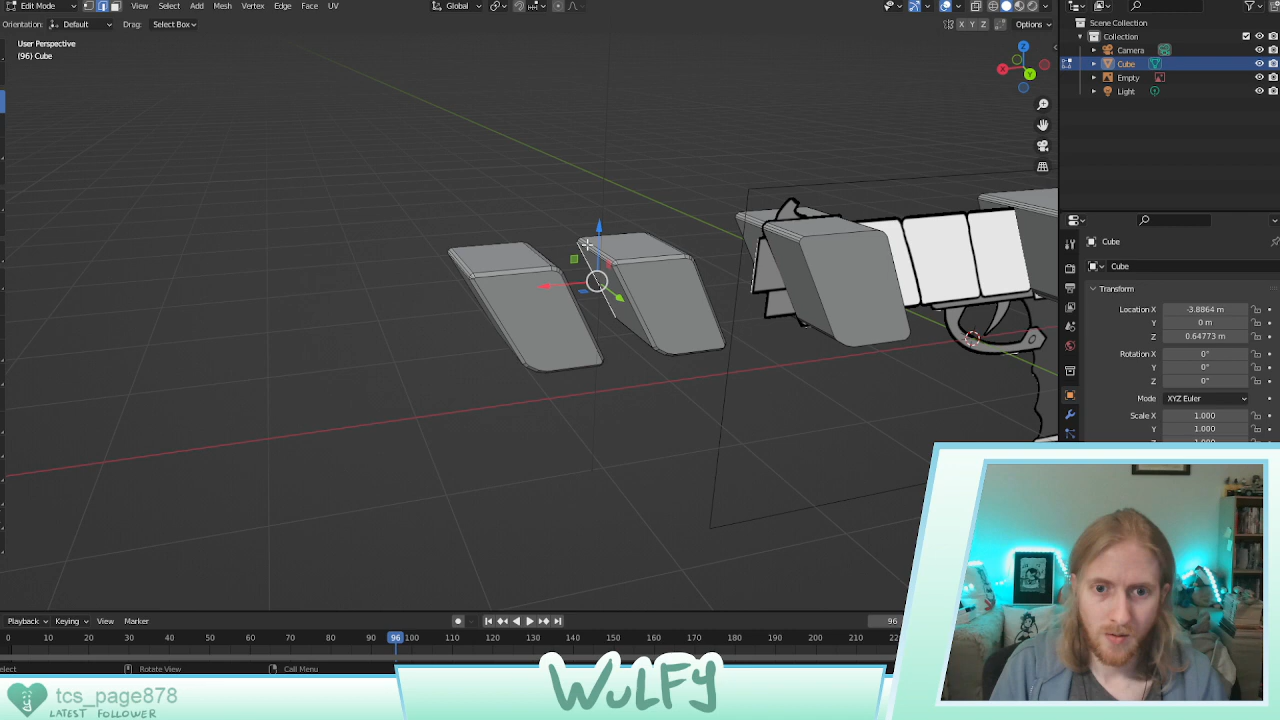 Edit Mode View Select Add Mesh Vertex Edge Face UV Global
Orientation: Default Drag: Select Box X Y Z Options
User Perspective
(96) Cube
Z
X
Y
Scene Collection
Collection
Camera
Cube
Empty
Light
Cube
Cube
Transform
Location X -3.8864 m
Y 0 m
Z 0.64773 m
Rotation X 0°
Y 0°
Z 0°
Mode XYZ Euler
Scale X 1.000
Y 1.000
Playback Keying View Marker 96
0 10 20 30 40 50 60 70 80 90 96 100 110 120 130 140 150 160 170 180 190 200 210
elect Rotate View Call Menu
tcs_page878
LATEST FOLLOWER
WULFY